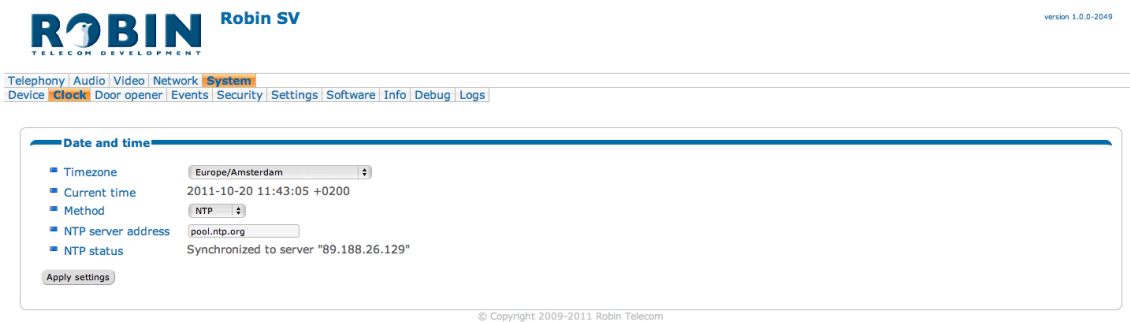 ROBIN
TELECOM DEVELOPMENT
Robin SV
version 1.0.0-2049
Telephony Audio Video Network System
Device Clock Door opener Events Security Settings Software Info Debug Logs
Date and time
Timezone Europe/Amsterdam
Current time 2011-10-20 11:43:05 +0200
Method NTP
NTP server address pool.ntp.org
NTP status Synchronized to server "89.188.26.129"
Apply settings
© Copyright 2009-2011 Robin Telecom